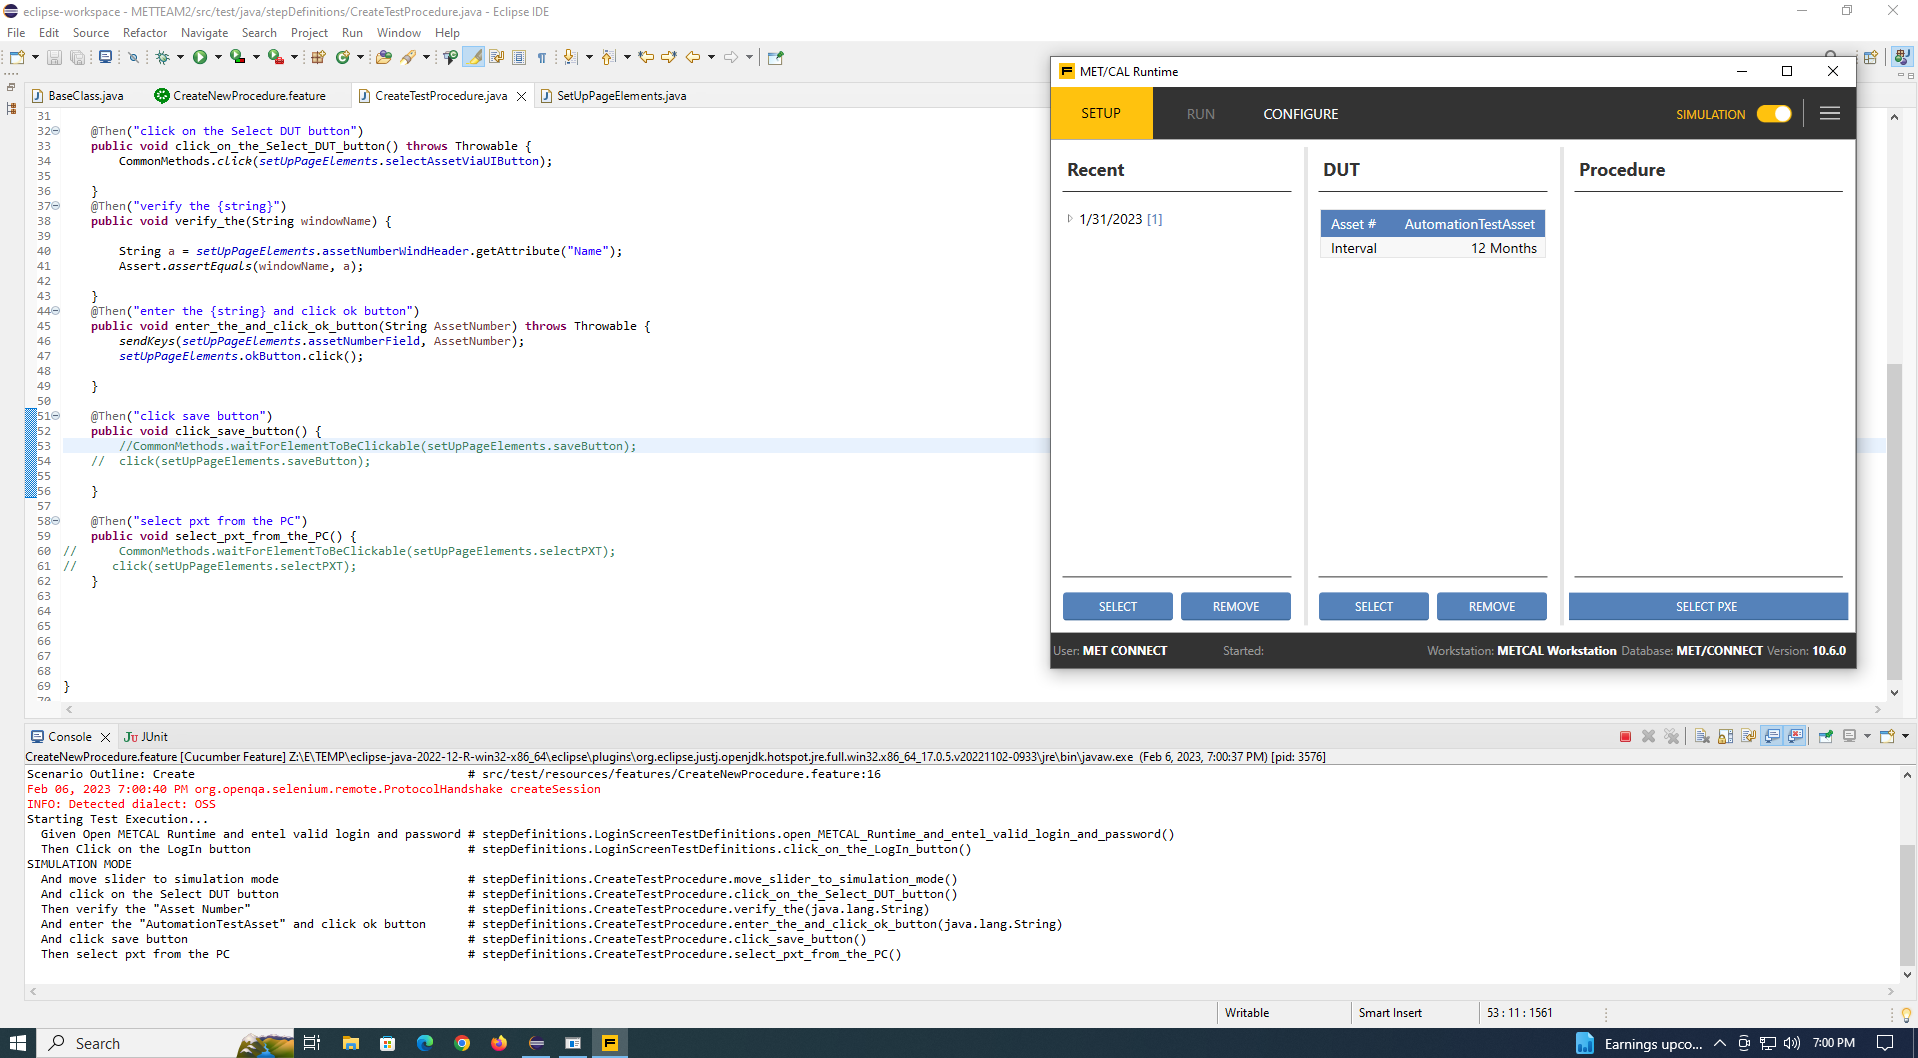 eclipse-workspace - METTEAM2/src/test/java/stepDefinitions/CreateTestProcedure.java - Eclipse IDE
File Edit Source Refactor Navigate Search Project Run Window Help
BaseClass.java CreateNewProcedure.feature CreateTestProcedure.java SetUpPageElements.java
31
32 @Then("click on the Select DUT button")
33 public void click_on_the_Select_DUT_button() throws Throwable {
34 CommonMethods.click(setUpPageElements.selectAssetViaUIButton);
35
36 }
37 @Then("verify the {string}")
38 public void verify_the(String windowName) {
39
40 String a = setUpPageElements.assetNumberWindHeader.getAttribute("Name");
41 Assert.assertEquals(windowName, a);
42
43 }
44 @Then("enter the {string} and click ok button")
45 public void enter_the_and_click_ok_button(String AssetNumber) throws Throwable {
46 sendKeys(setUpPageElements.assetNumberField, AssetNumber);
47 setUpPageElements.okButton.click();
48
49 }
50
51 @Then("click save button")
52 public void click_save_button() {
53 //CommonMethods.waitForElementToBeClickable(setUpPageElements.saveButton);
54 // click(setUpPageElements.saveButton);
55
56 }
57
58 @Then("select pxt from the PC")
59 public void select_pxt_from_the_PC() {
60 // CommonMethods.waitForElementToBeClickable(setUpPageElements.selectPXT);
61 // click(setUpPageElements.selectPXT);
62 }
63
64
65
66
67
68
69 }
70
MET/CAL Runtime
SETUP RUN CONFIGURE SIMULATION
Recent DUT Procedure
1/31/2023 [1]
Asset # AutomationTestAsset
Interval 12 Months
SELECT REMOVE SELECT REMOVE SELECT PXE
User: MET CONNECT Started: Workstation: METCAL Workstation Database: MET/CONNECT Version: 10.6.0
Console JUnit
CreateNewProcedure.feature [Cucumber Feature] Z:\E\TEMP\eclipse-java-2022-12-R-win32-x86_64\eclipse\plugins\org.eclipse.justj.openjdk.hotspot.jre.full.win32.x86_64_17.0.5.v20221102-0933\jre\bin\javaw.exe (Feb 6, 2023, 7:00:37 PM) [pid: 3576]
Scenario Outline: Create # src/test/resources/features/CreateNewProcedure.feature:16
Feb 06, 2023 7:00:40 PM org.openqa.selenium.remote.ProtocolHandshake createSession
INFO: Detected dialect: OSS
Starting Test Execution...
Given Open METCAL Runtime and entel valid login and password # stepDefinitions.LoginScreenTestDefinitions.open_METCAL_Runtime_and_entel_valid_login_and_password()
Then Click on the LogIn button # stepDefinitions.LoginScreenTestDefinitions.click_on_the_LogIn_button()
SIMULATION MODE
And move slider to simulation mode # stepDefinitions.CreateTestProcedure.move_slider_to_simulation_mode()
And click on the Select DUT button # stepDefinitions.CreateTestProcedure.click_on_the_Select_DUT_button()
Then verify the "Asset Number" # stepDefinitions.CreateTestProcedure.verify_the(java.lang.String)
And enter the "AutomationTestAsset" and click ok button # stepDefinitions.CreateTestProcedure.enter_the_and_click_ok_button(java.lang.String)
And click save button # stepDefinitions.CreateTestProcedure.click_save_button()
Then select pxt from the PC # stepDefinitions.CreateTestProcedure.select_pxt_from_the_PC()
Writable Smart Insert 53 : 11 : 1561
Search Earnings upco... 7:00 PM